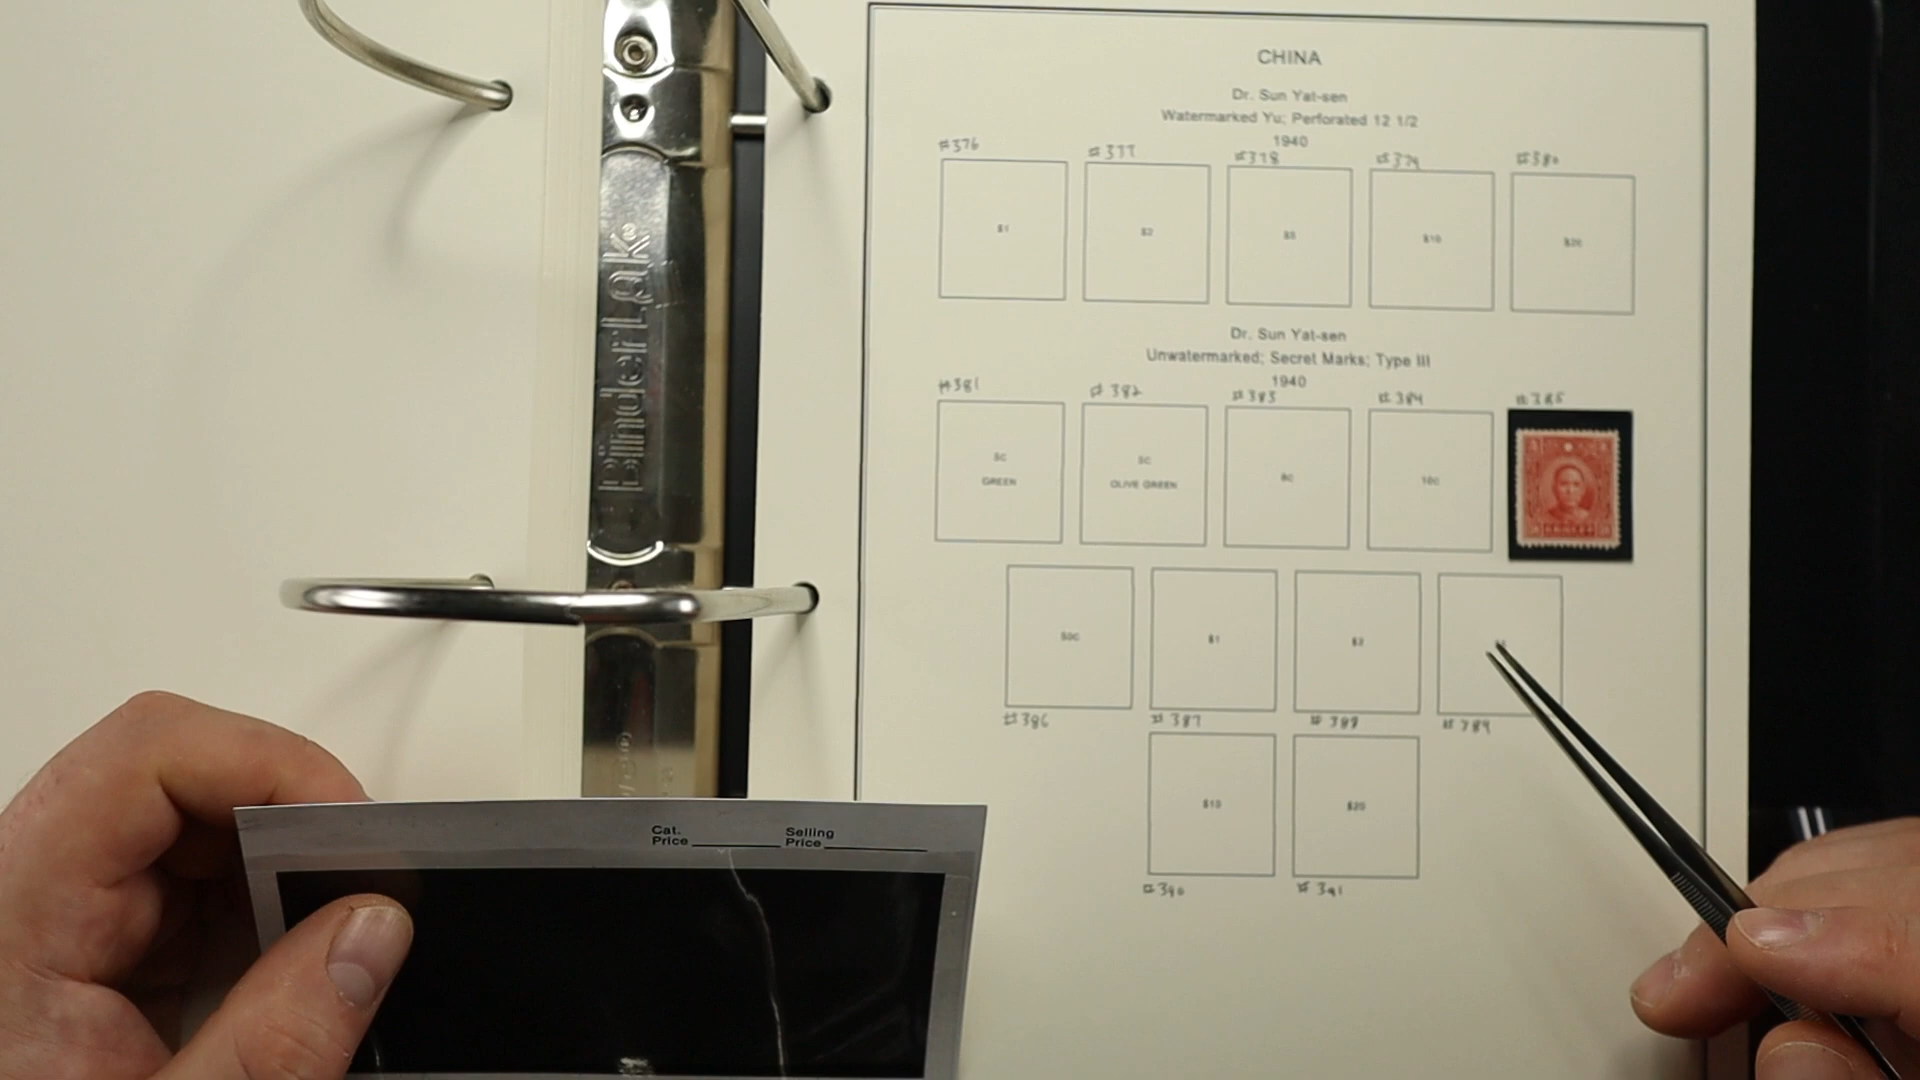 CHINA
Dr. Sun Yat-sen
Watermarked Yu; Perforated 12 1/2
1940
#376 #377 #378 #379 #380
$1 $2 $5 $10 $20
Dr. Sun Yat-sen
Unwatermarked; Secret Marks; Type III
1940
#381 #382 #383 #384 #385
5C GREEN
5C OLIVE GREEN
8C
10C
50C $1 $2
#386 #387 #388 #389
$10 $20
#390 #391
BinderLok®
Cat. Price
Selling Price